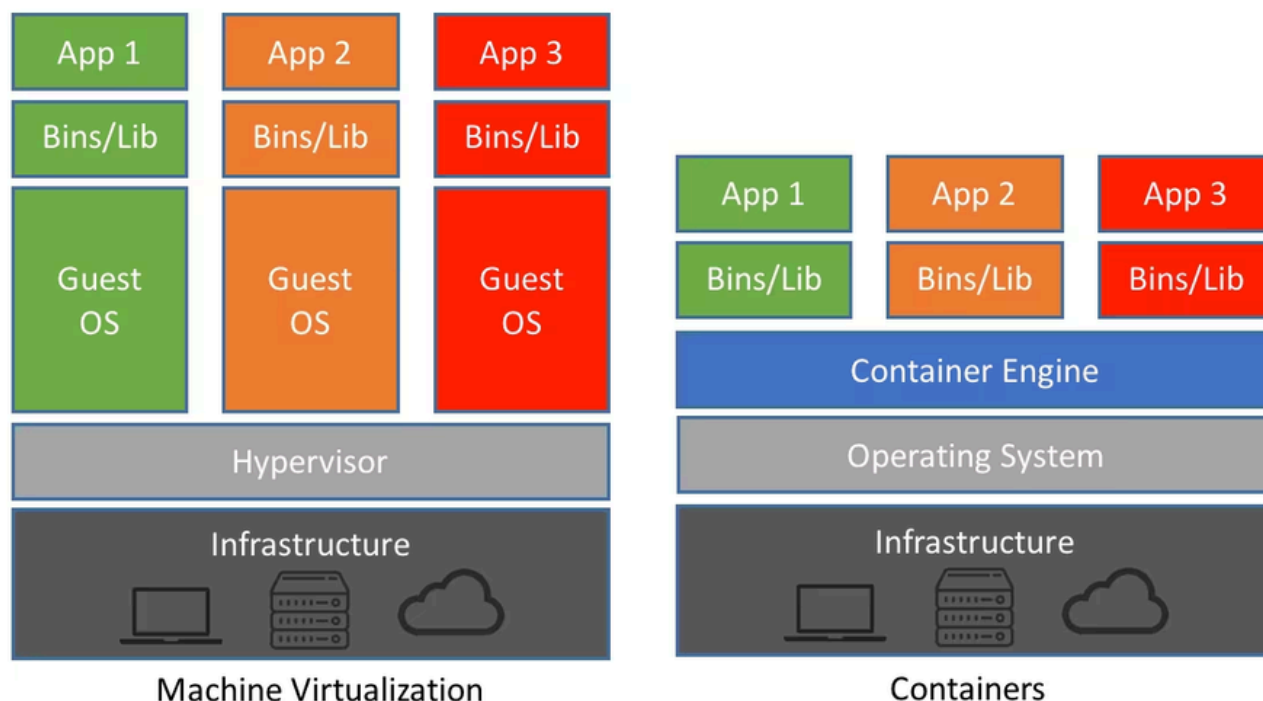 App 1
App 2
App 3
Bins/Lib
Bins/Lib
Bins/Lib
Guest
OS
Guest
OS
Guest
OS
Hypervisor
Infrastructure
Machine Virtualization
App 1
App 2
App 3
Bins/Lib
Bins/Lib
Bins/Lib
Container Engine
Operating System
Infrastructure
Containers